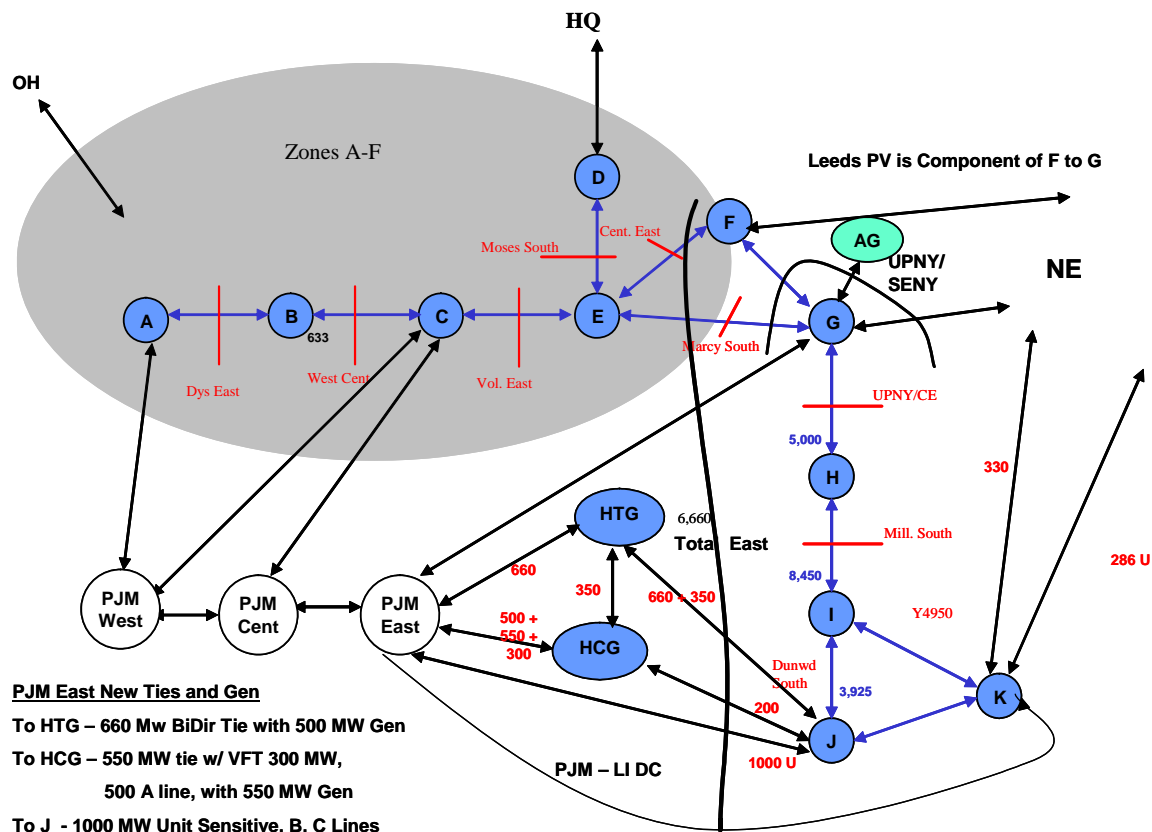 HQ
OH
Zones A-F
Leeds PV is Component of F to G
D
F
AG
Cent. East
Moses South
UPNY/
SENY
NE
A
B
633
C
E
G
Marcy South
Dys East
West Cent
Vol. East
UPNY/CE
5,000
H
330
HTG
6,660
Total East
Mill. South
286 U
660
350
660 + 350
8,450
PJM
West
PJM
Cent
PJM
East
500 +
550 +
300
HCG
I
Y4950
Dunwd
South
3,925
K
200
J
1000 U
PJM – LI DC
PJM East New Ties and Gen
To HTG – 660 Mw BiDir Tie with 500 MW Gen
To HCG – 550 MW tie w/ VFT 300 MW,
500 A line, with 550 MW Gen
To J - 1000 MW Unit Sensitive, B, C Lines